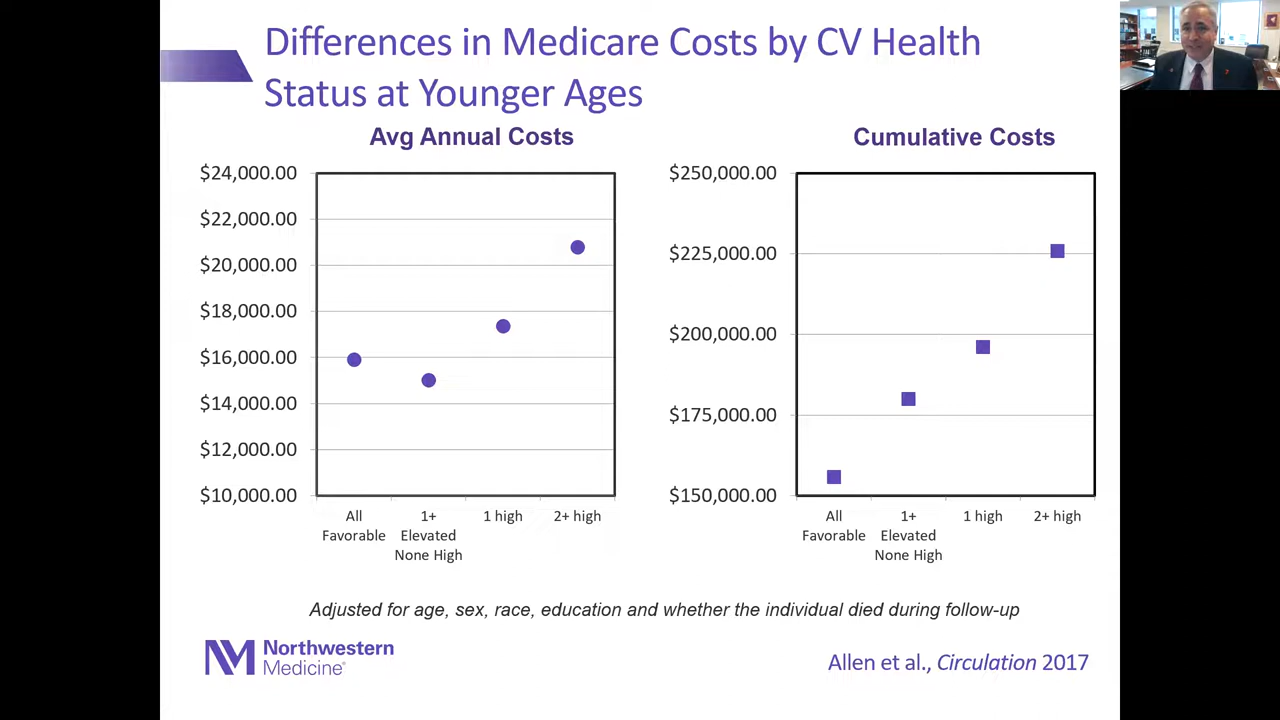 Differences in Medicare Costs by CV Health
Status at Younger Ages
Avg Annual Costs
$24,000.00
$22,000.00
$20,000.00
$18,000.00
$16,000.00
$14,000.00
$12,000.00
$10,000.00
All
Favorable
1+
Elevated
None High
1 high
2+ high
Cumulative Costs
$250,000.00
$225,000.00
$200,000.00
$175,000.00
$150,000.00
All
Favorable
1+
Elevated
None High
1 high
2+ high
Adjusted for age, sex, race, education and whether the individual died during follow-up
NM Northwestern
Medicine®
Allen et al., Circulation 2017